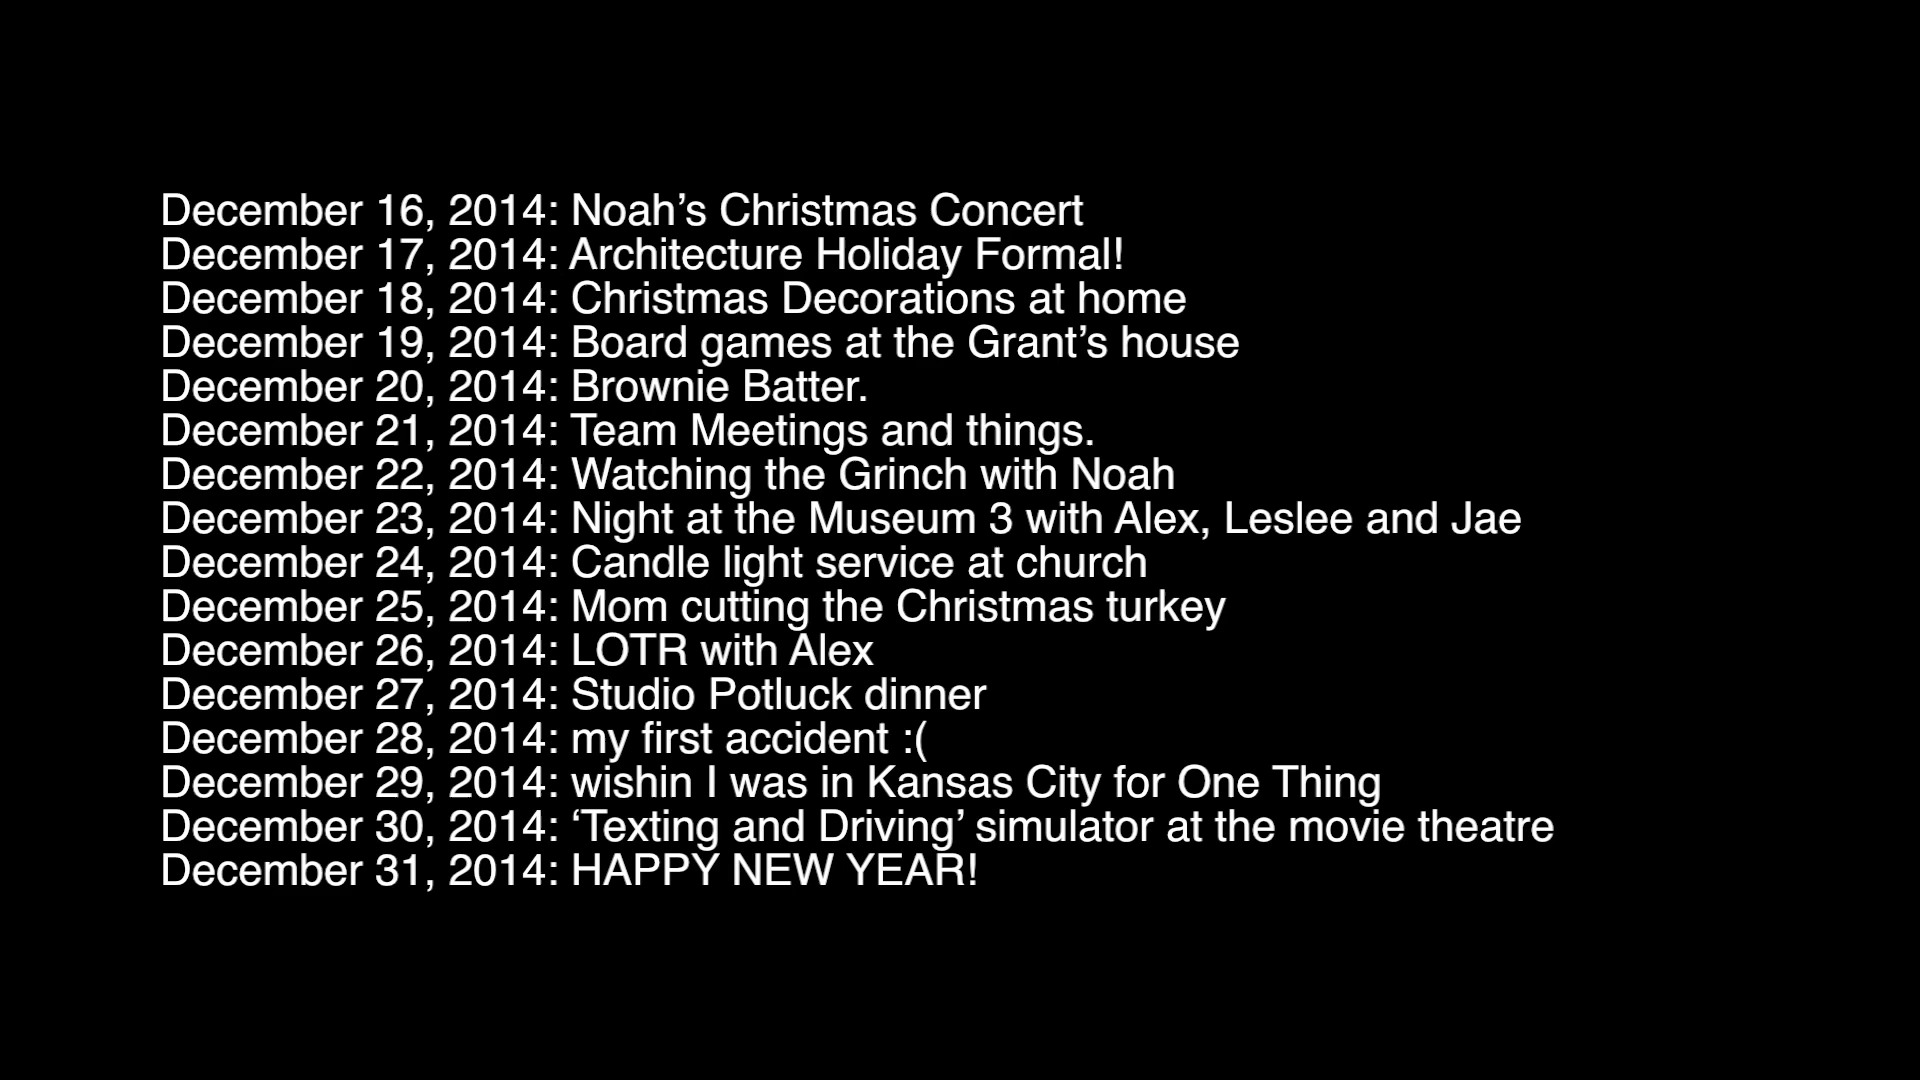 December 16, 2014: Noah’s Christmas Concert
December 17, 2014: Architecture Holiday Formal!
December 18, 2014: Christmas Decorations at home
December 19, 2014: Board games at the Grant’s house
December 20, 2014: Brownie Batter.
December 21, 2014: Team Meetings and things.
December 22, 2014: Watching the Grinch with Noah
December 23, 2014: Night at the Museum 3 with Alex, Leslee and Jae
December 24, 2014: Candle light service at church
December 25, 2014: Mom cutting the Christmas turkey
December 26, 2014: LOTR with Alex
December 27, 2014: Studio Potluck dinner
December 28, 2014: my first accident :(
December 29, 2014: wishin I was in Kansas City for One Thing
December 30, 2014: ‘Texting and Driving’ simulator at the movie theatre
December 31, 2014: HAPPY NEW YEAR!